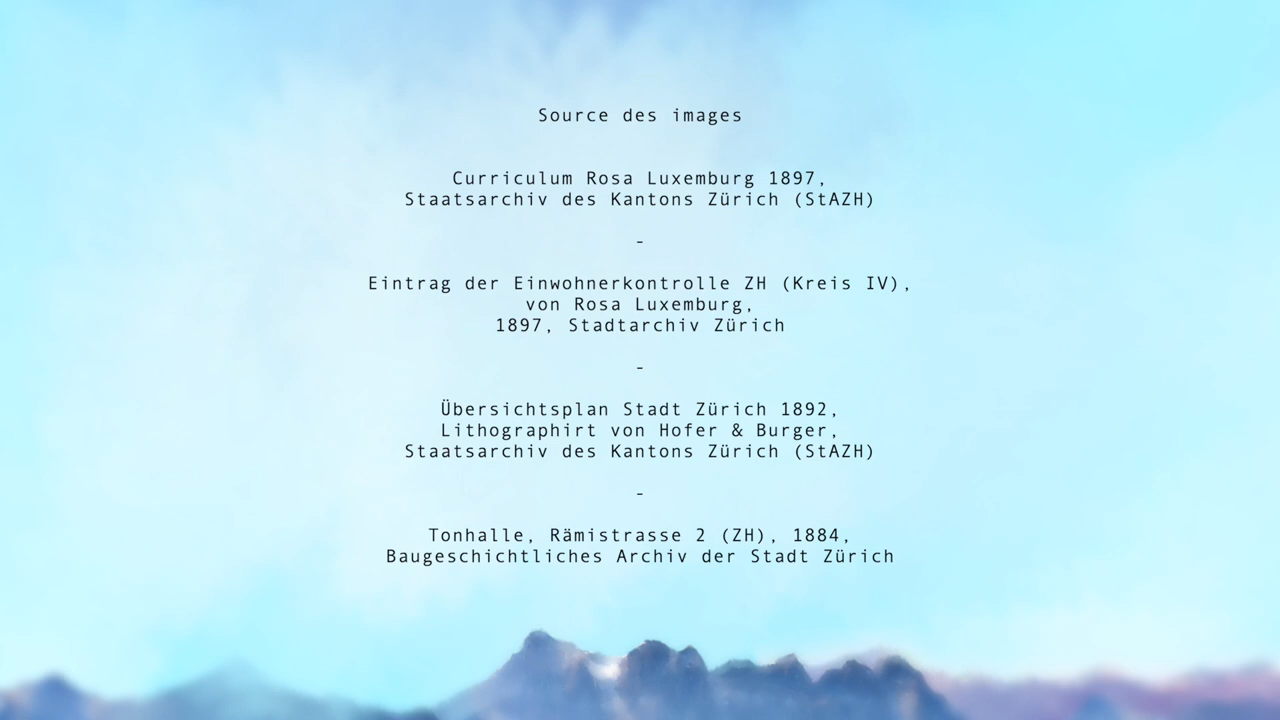 Source des images
Curriculum Rosa Luxemburg 1897,
Staatsarchiv des Kantons Zürich (StAZH)
-
Eintrag der Einwohnerkontrolle ZH (Kreis IV),
von Rosa Luxemburg,
1897, Stadtarchiv Zürich
-
Übersichtsplan Stadt Zürich 1892,
Lithographirt von Hofer & Burger,
Staatsarchiv des Kantons Zürich (StAZH)
-
Tonhalle, Rämistrasse 2 (ZH), 1884,
Baugeschichtliches Archiv der Stadt Zürich